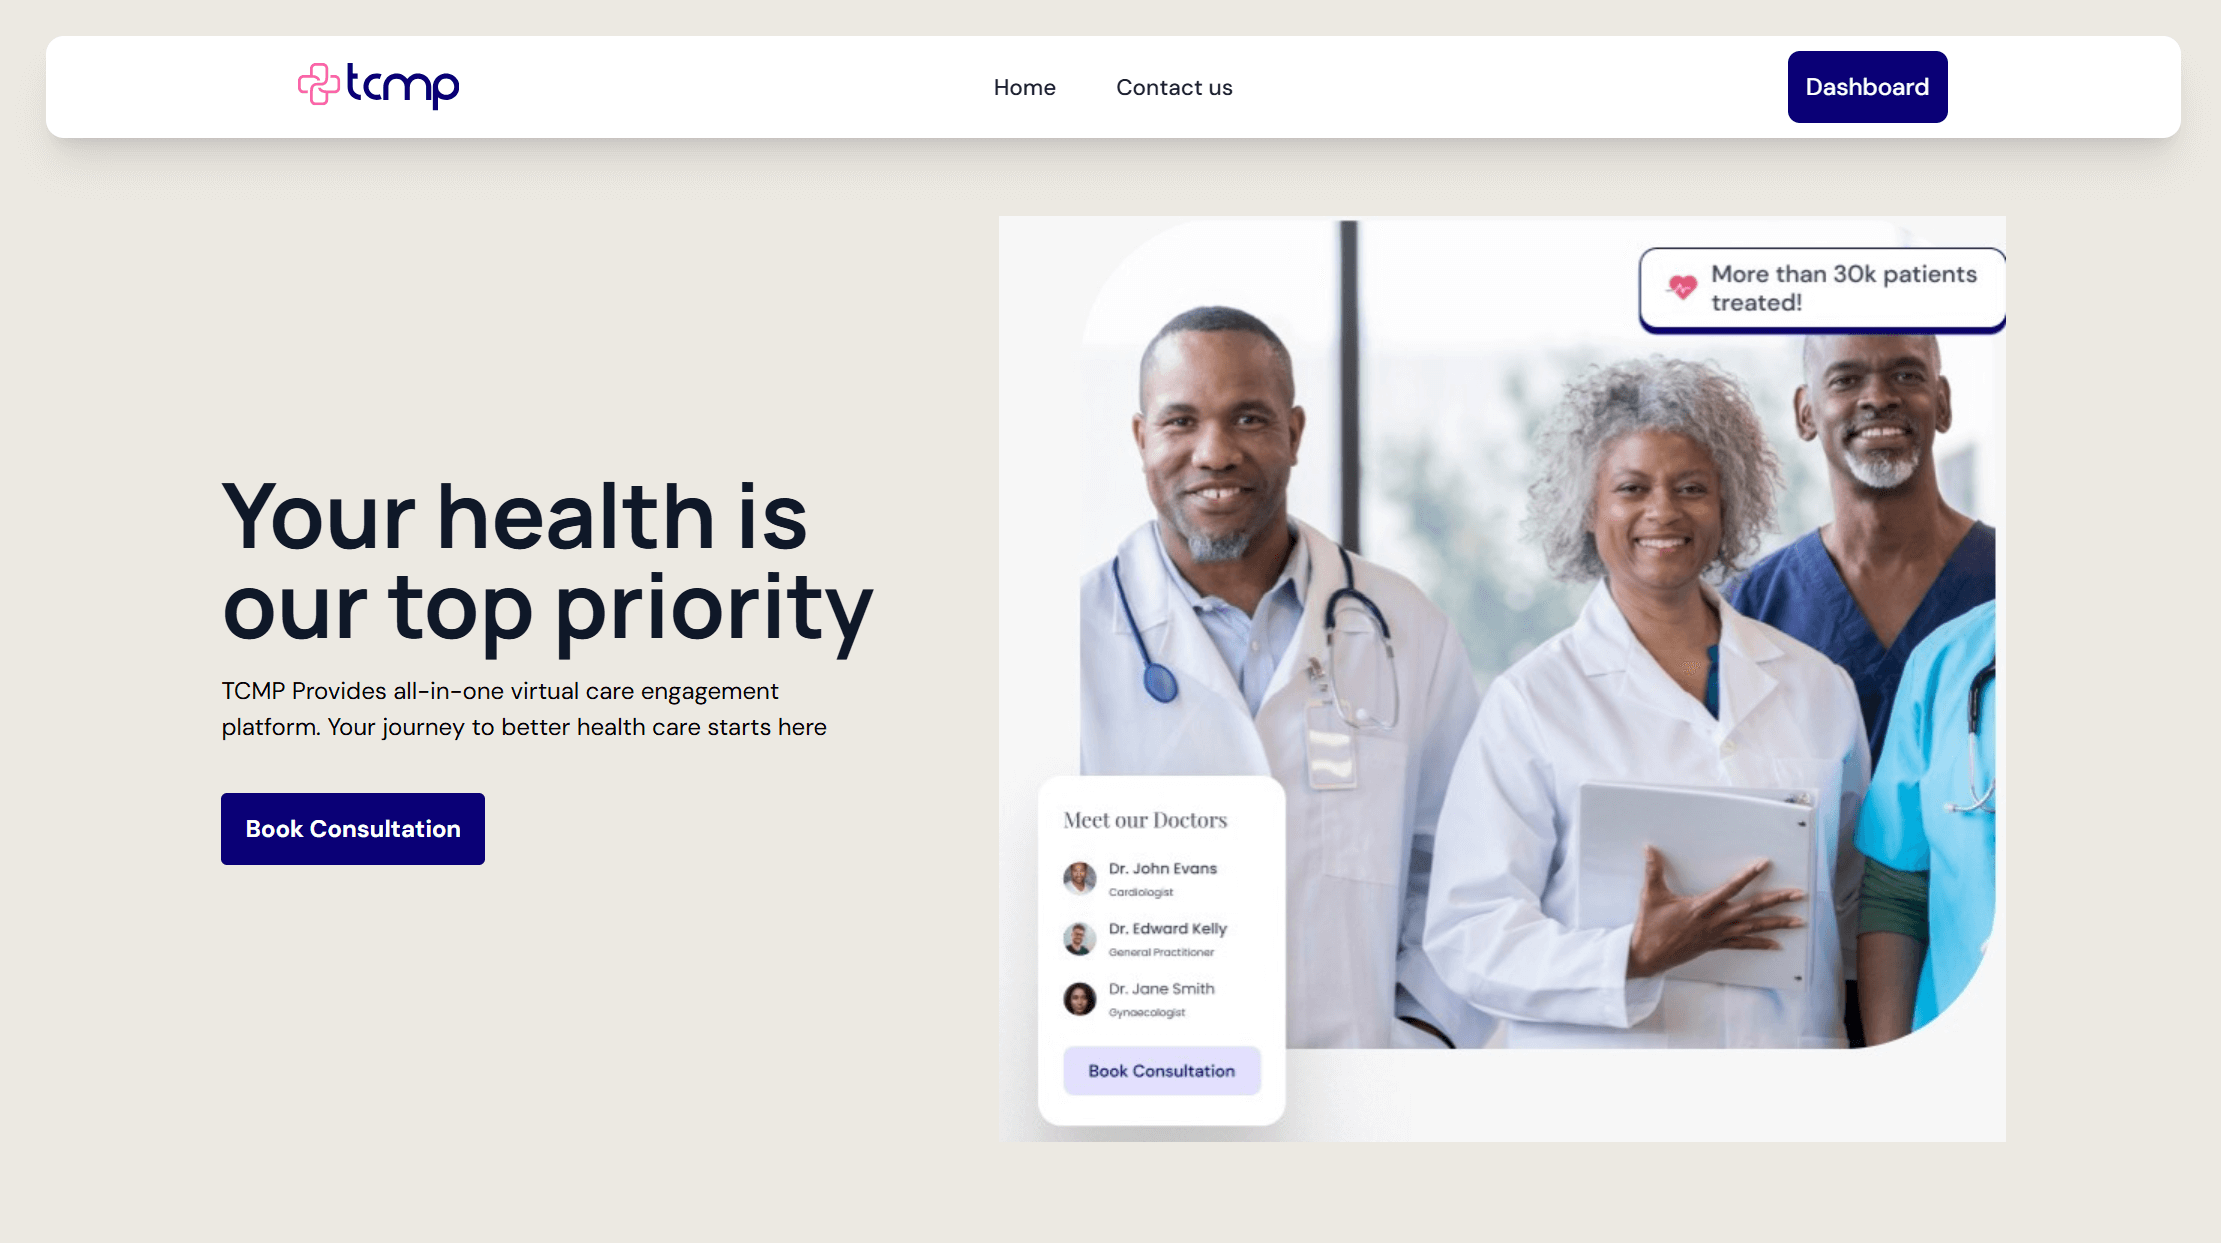 tcmp
Home
Contact us
Dashboard
More than 30k patients
treated!
Your health is
our top priority
TCMP Provides all-in-one virtual care engagement
platform. Your journey to better health care starts here
Book Consultation
Meet our Doctors
Dr. John Evans
Cardiologist
Dr. Edward Kelly
General Practitioner
Dr. Jane Smith
Gynaecologist
Book Consultation